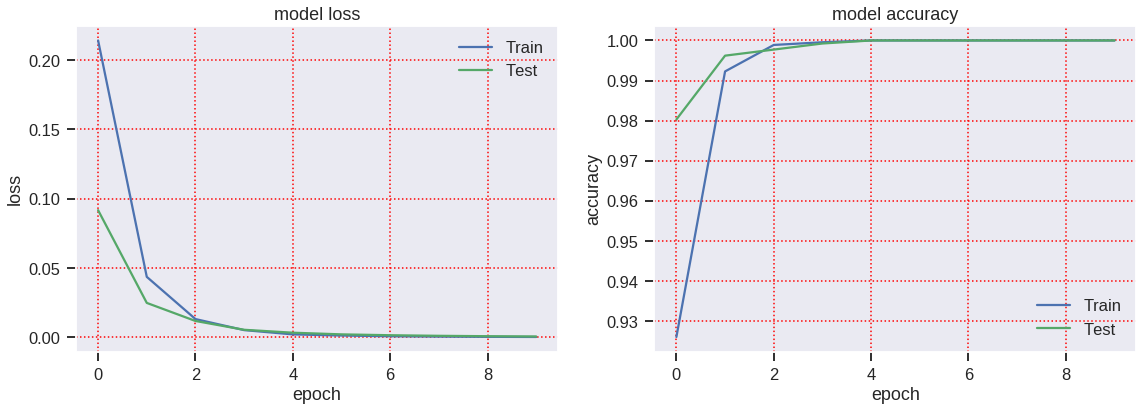 model loss
0.20
0.15
0.10
0.05
0.00
loss
Train
Test
0 2 4 6 8
epoch
model accuracy
1.00
0.99
0.98
0.97
0.96
0.95
0.94
0.93
accuracy
Train
Test
0 2 4 6 8
epoch